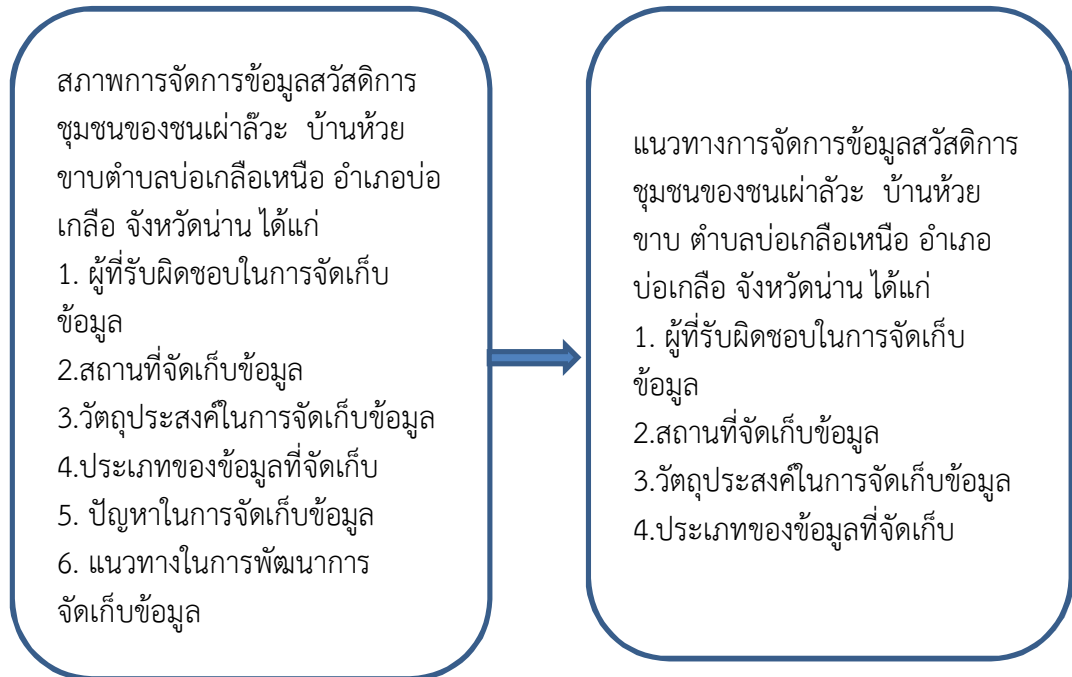 สภาพการจัดการข้อมูลสวัสดิการ
ชุมชนของชนเผ่าลัวะ  บ้านห้วย
ขาบตำบลบ่อเกลือเหนือ อำเภอบ่อ
เกลือ จังหวัดน่าน ได้แก่
1. ผู้ที่รับผิดชอบในการจัดเก็บ
ข้อมูล
2.สถานที่จัดเก็บข้อมูล
3.วัตถุประสงค์ในการจัดเก็บข้อมูล
4.ประเภทของข้อมูลที่จัดเก็บ
5. ปัญหาในการจัดเก็บข้อมูล
6. แนวทางในการพัฒนาการ
จัดเก็บข้อมูล
แนวทางการจัดการข้อมูลสวัสดิการ
ชุมชนของชนเผ่าลัวะ  บ้านห้วย
ขาบ ตำบลบ่อเกลือเหนือ อำเภอ
บ่อเกลือ จังหวัดน่าน ได้แก่
1. ผู้ที่รับผิดชอบในการจัดเก็บ
ข้อมูล
2.สถานที่จัดเก็บข้อมูล
3.วัตถุประสงค์ในการจัดเก็บข้อมูล
4.ประเภทของข้อมูลที่จัดเก็บ